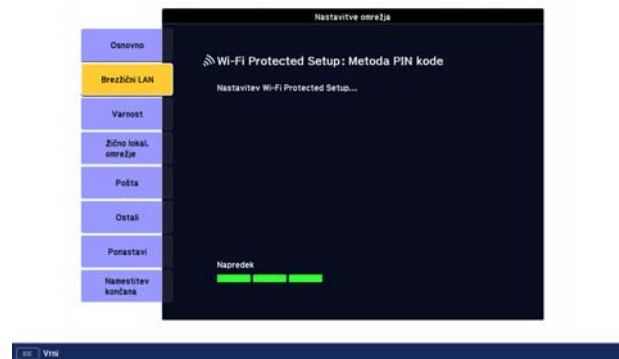 Nastavitve omrežja
Osnovno
Brezžični LAN
Varnost
Žično lokal.
omrežje
Pošta
Ostali
Ponastavi
Namestitev
končana
Wi-Fi Protected Setup: Metoda PIN kode
Nastavitev Wi-Fi Protected Setup...
Napredek
Esc Vrni